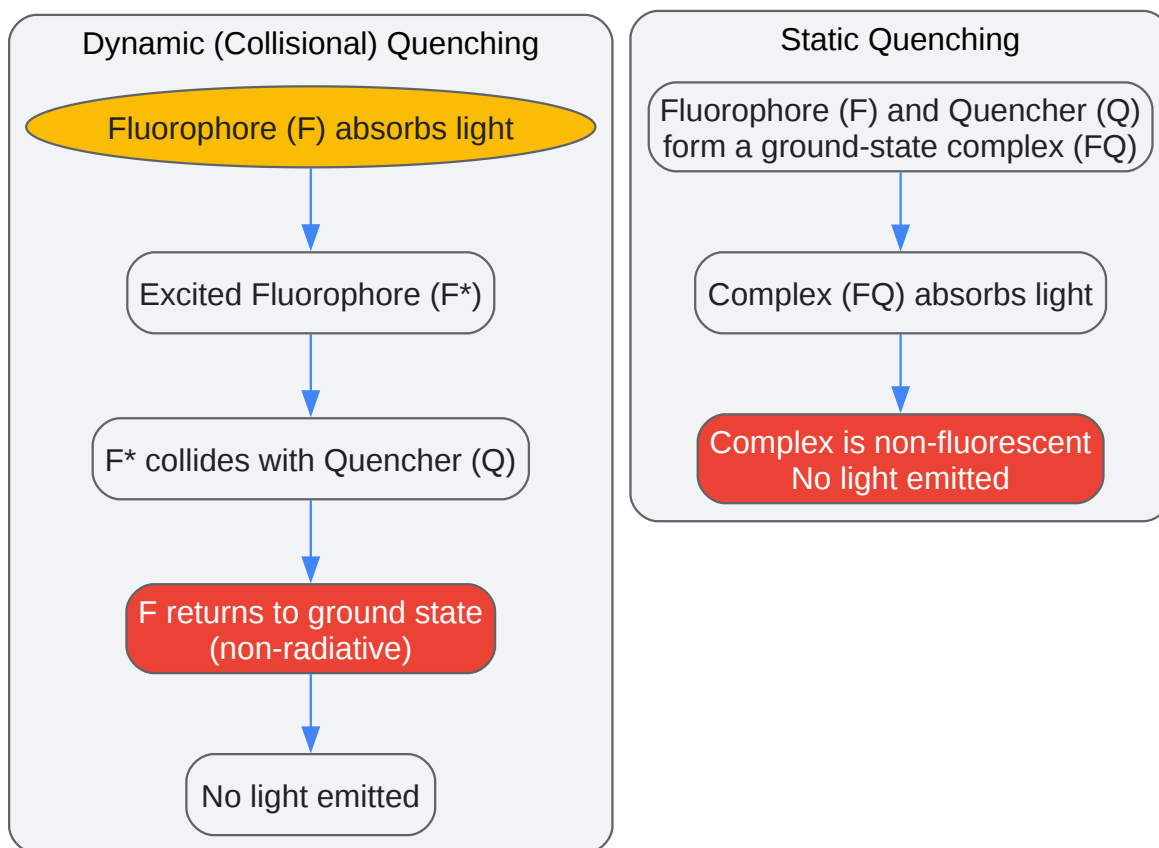 Dynamic (Collisional) Quenching
Fluorophore (F) absorbs light
Excited Fluorophore (F*)
F* collides with Quencher (Q)
F returns to ground state
(non-radiative)
No light emitted
Static Quenching
Fluorophore (F) and Quencher (Q)
form a ground-state complex (FQ)
Complex (FQ) absorbs light
Complex is non-fluorescent
No light emitted